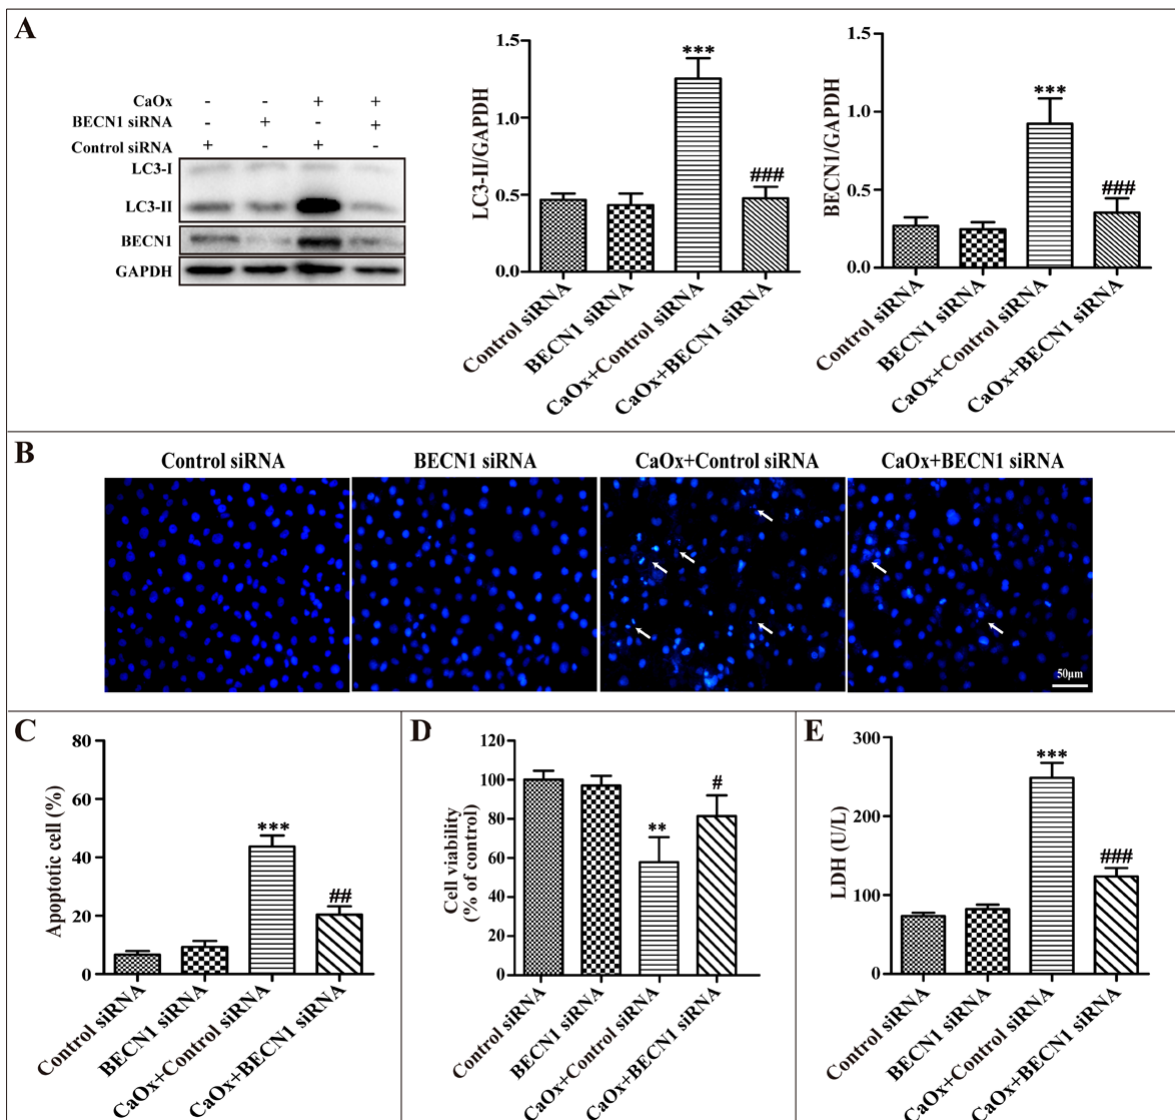 A
CaOx - - + +
BECN1 siRNA - + - +
Control siRNA + - + -
LC3-I
LC3-II
BECN1
GAPDH
LC3-II/GAPDH
1.5
1.0
0.5
0.0
***
###
Control siRNA
BECN1 siRNA
CaOx+Control siRNA
CaOx+BECN1 siRNA
BECN1/GAPDH
1.5
1.0
0.5
0.0
***
###
Control siRNA
BECN1 siRNA
CaOx+Control siRNA
CaOx+BECN1 siRNA
B
Control siRNA
BECN1 siRNA
CaOx+Control siRNA
CaOx+BECN1 siRNA
50μm
C
Apoptotic cell (%)
80
60
40
20
0
***
##
Control siRNA
BECN1 siRNA
CaOx+Control siRNA
CaOx+BECN1 siRNA
D
Cell viability
(% of control)
120
100
80
60
40
20
0
**
#
Control siRNA
BECN1 siRNA
CaOx+Control siRNA
CaOx+BECN1 siRNA
E
LDH (U/L)
300
200
100
0
***
###
Control siRNA
BECN1 siRNA
CaOx+Control siRNA
CaOx+BECN1 siRNA